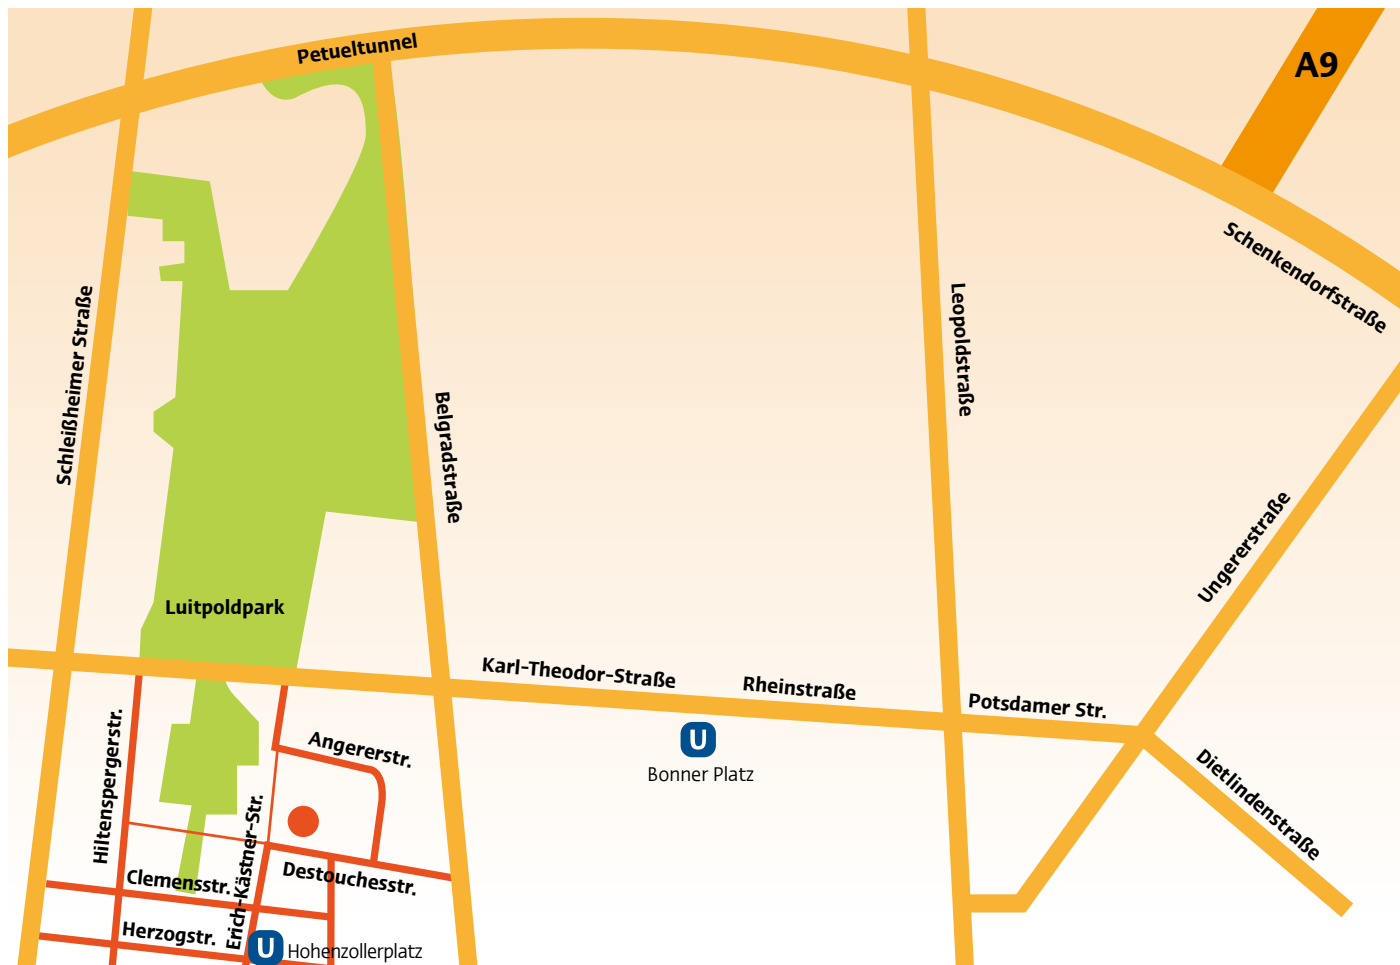 Petueltunnel
A9
Schenkendorfstraße
Schleißheimer Straße
Leopoldstraße
Belgradstraße
Ungererstraße
Luitpoldpark
Karl-Theodor-Straße
Rheinstraße
Potsdamer Str.
Hiltenspergerstr.
Angererstr.
U
Bonner Platz
Dietlindenstraße
Erich-Kästner-Str.
Clemensstr.
Destouchesstr.
Herzogstr.
U
Hohenzollerplatz